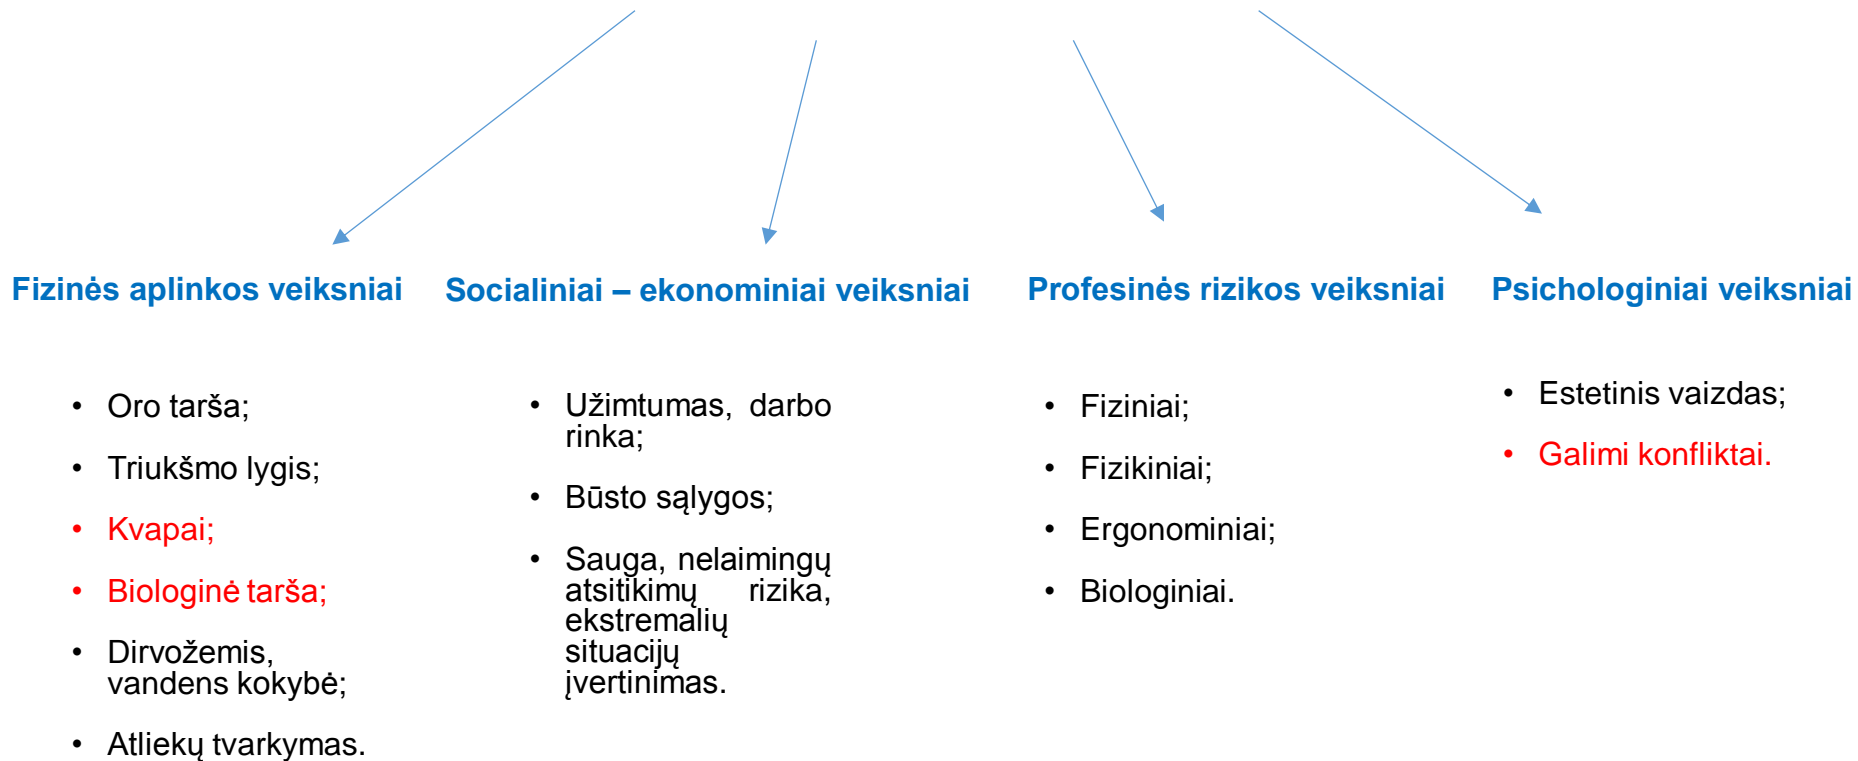 Fizinės aplinkos veiksniai
• Oro tarša;
• Triukšmo lygis;
• Kvapai;
• Biologinė tarša;
• Dirvožemis,
vandens kokybė;
• Atliekų tvarkymas.
Socialiniai – ekonominiai veiksniai
• Užimtumas, darbo
rinka;
• Būsto sąlygos;
• Sauga, nelaimingų
atsitikimų rizika,
ekstremalių
situacijų
įvertinimas.
Profesinės rizikos veiksniai
• Fiziniai;
• Fizikiniai;
• Ergonominiai;
• Biologiniai.
Psichologiniai veiksniai
• Estetinis vaizdas;
• Galimi konfliktai.